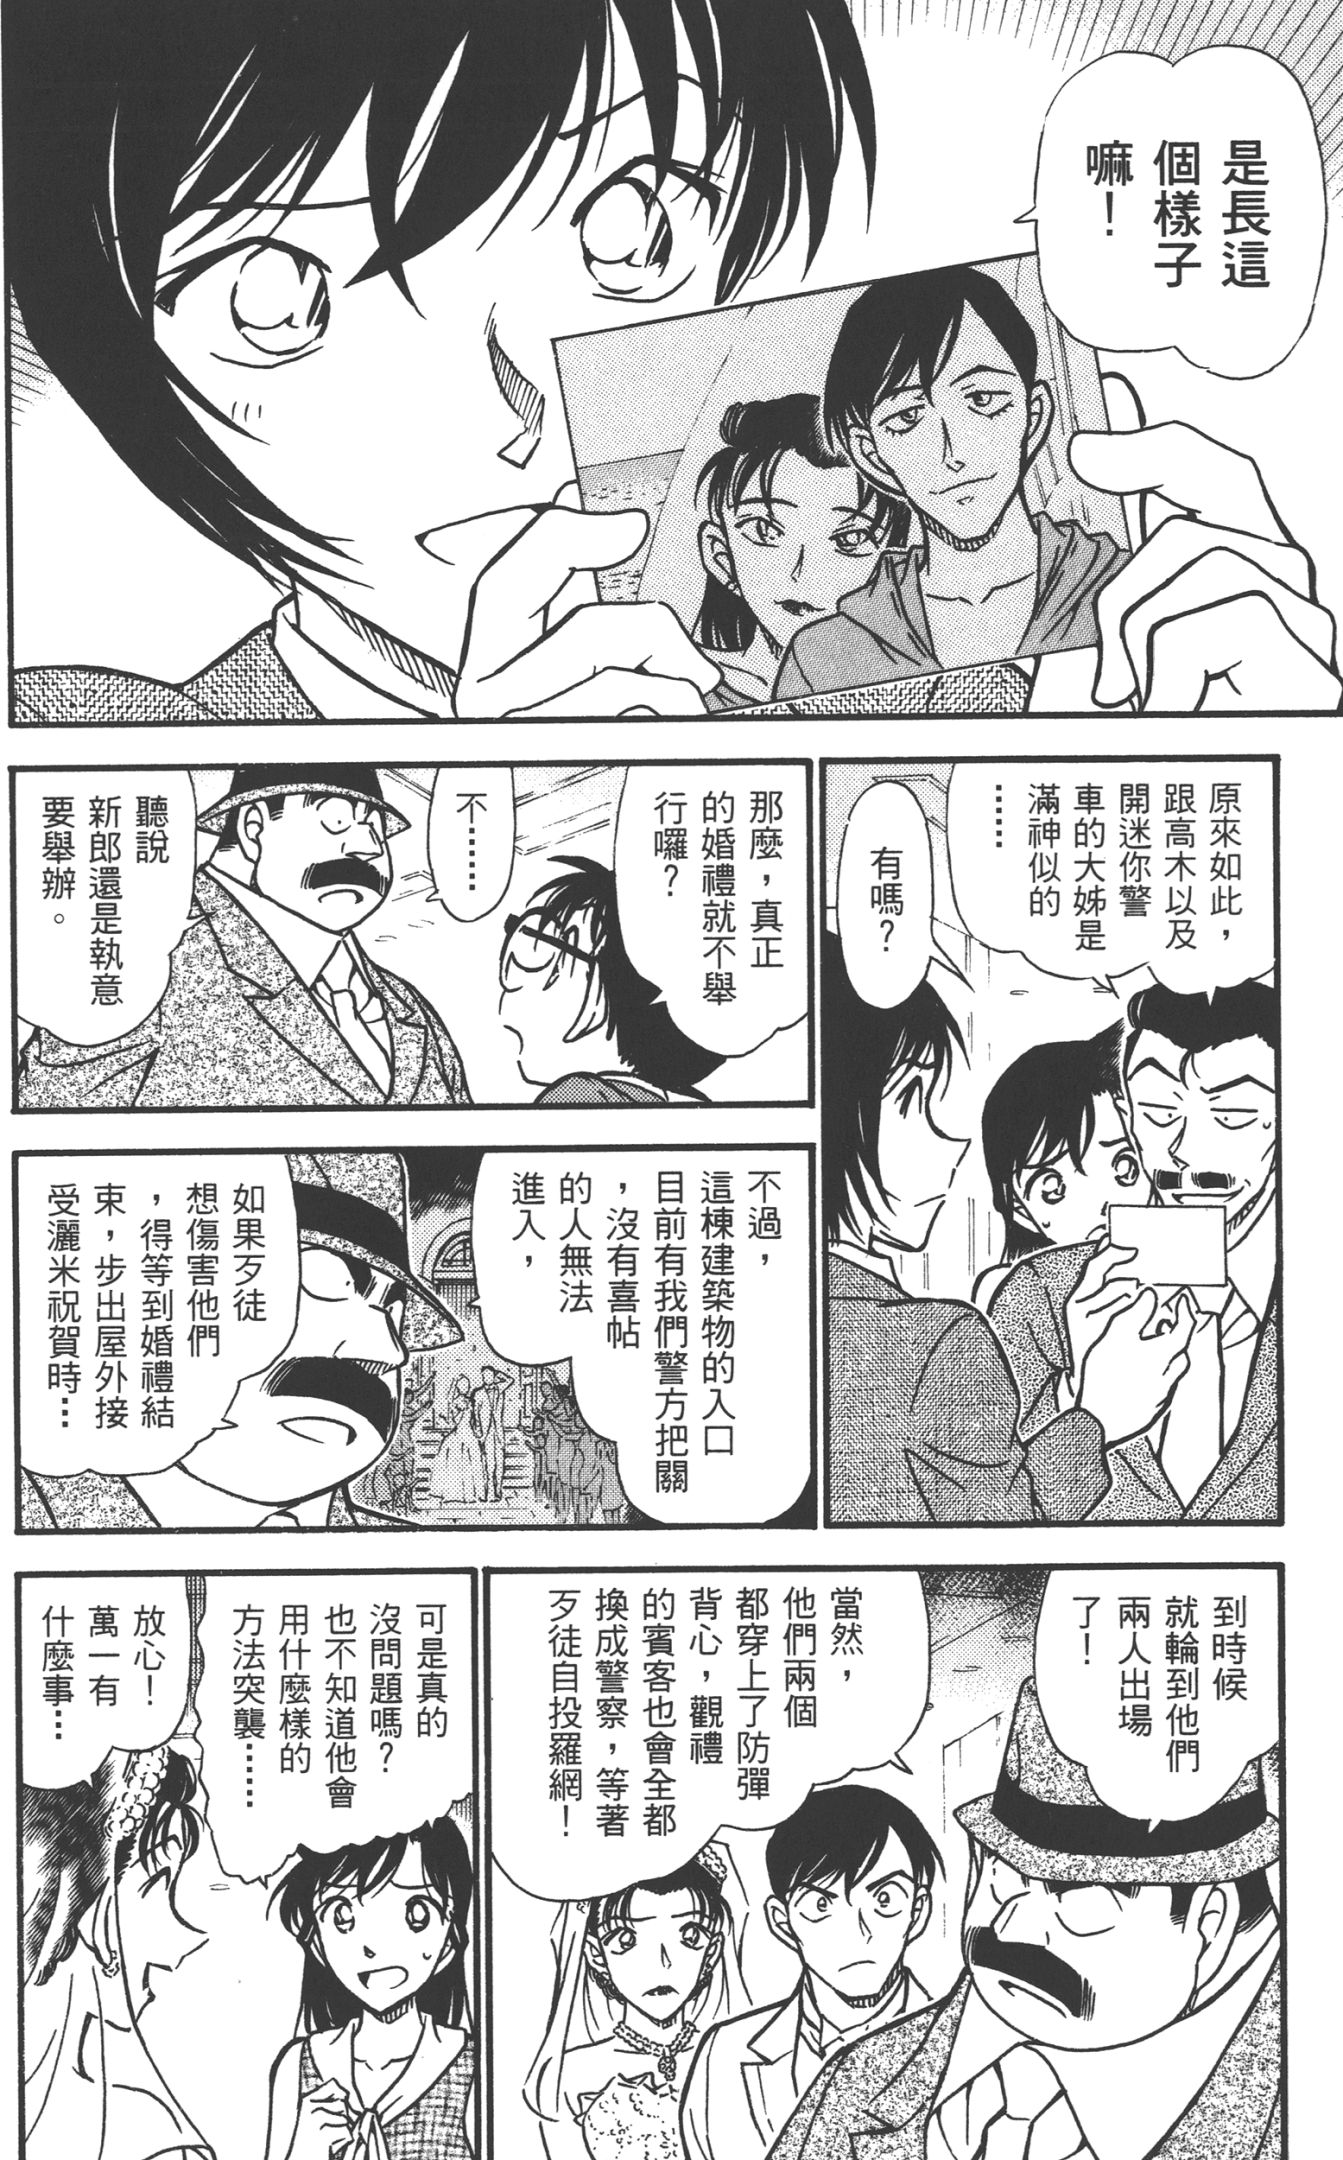 是長這
個樣子
嘛！
原來如此，
跟高木以及
開迷你警
車的大姊是
滿神似的
……
有嗎？
那麼，真正
的婚禮就不舉
行囉？
不……
聽說
新郎還是執意
要舉辦。
不過，
這棟建築物的入口
目前有我們警方把關
，沒有喜帖
的人無法
進入，
如果歹徒
想傷害他們
，得等到婚禮結
束，步出屋外接
受灑米祝賀時…
到時候
就輪到他們
兩人出場
了！
當然，
他們兩個
都穿上了防彈
背心，觀禮
的賓客也會全都
換成警察，等著
歹徒自投羅網！
可是真的
沒問題嗎？
也不知道他會
用什麼樣的
方法突襲……
放心！
萬一有
什麼事…